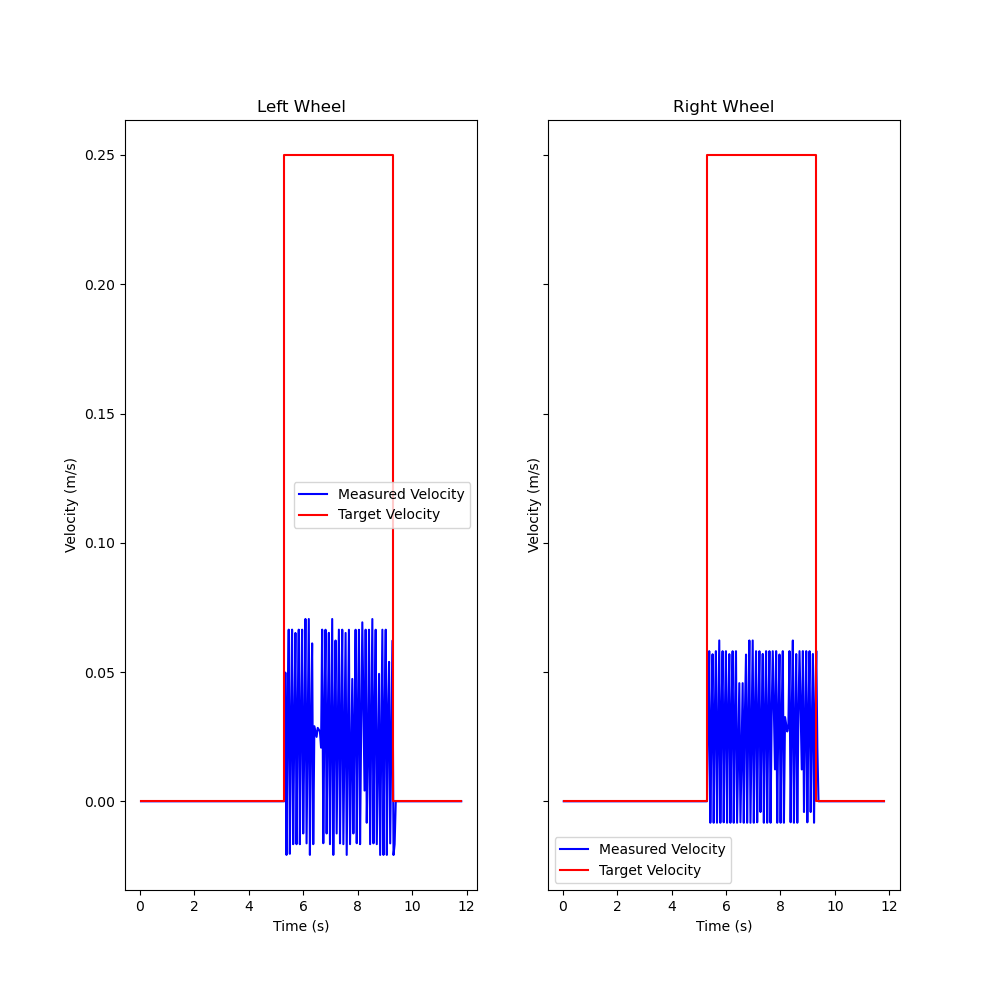 Left Wheel
0.25
0.20
0.15
0.10
0.05
0.00
Velocity (m/s)
Measured Velocity
Target Velocity
0 2 4 6 8 10 12
Time (s)
Right Wheel
Velocity (m/s)
Measured Velocity
Target Velocity
0 2 4 6 8 10 12
Time (s)